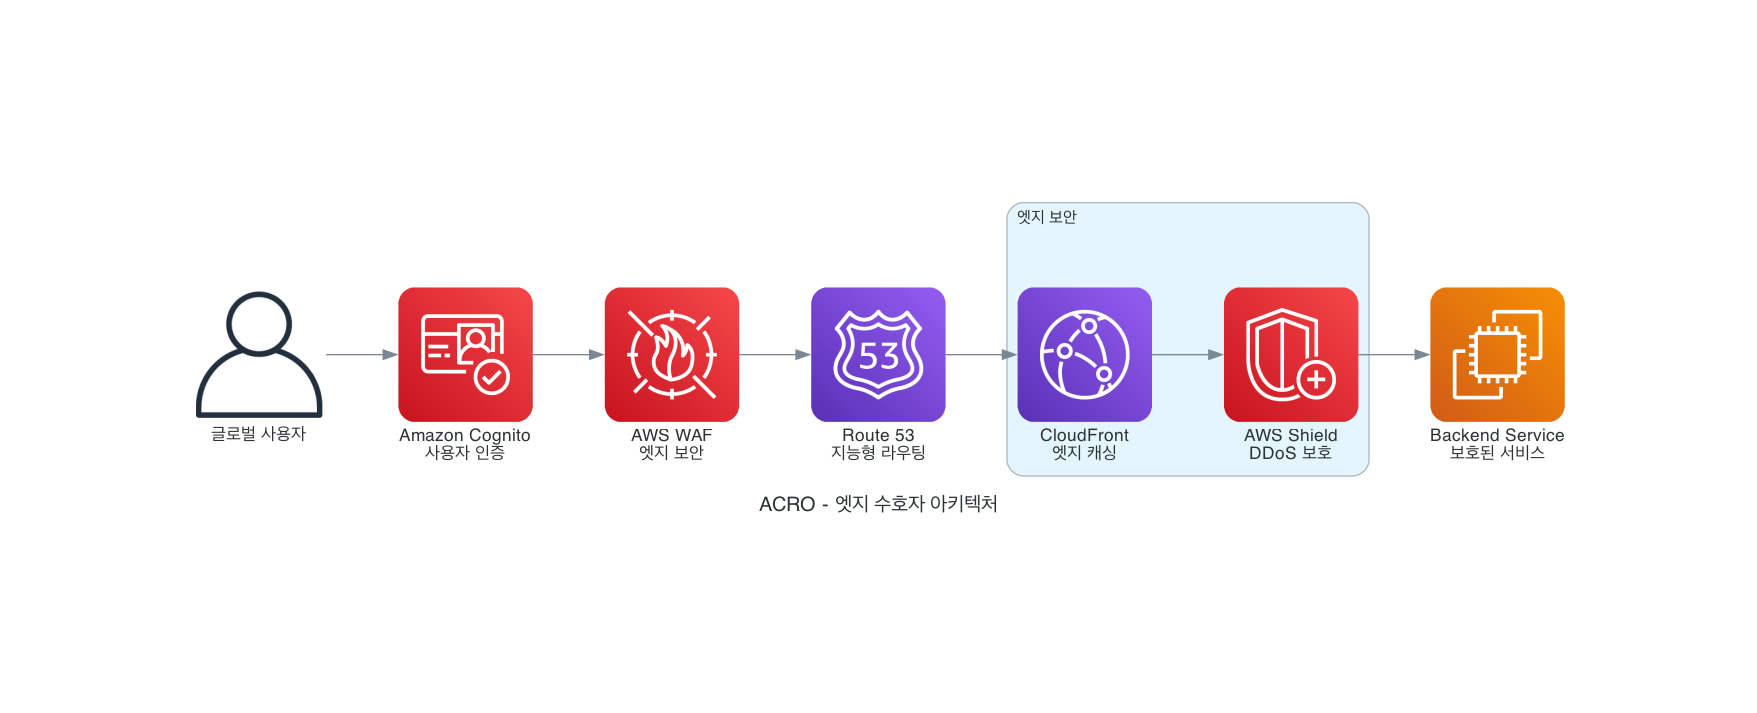 엣지 보안
53
글로벌 사용자
Amazon Cognito
사용자 인증
AWS WAF
엣지 보안
Route 53
지능형 라우팅
CloudFront
엣지 캐싱
AWS Shield
DDoS 보호
Backend Service
보호된 서비스
ACRO - 엣지 수호자 아키텍처